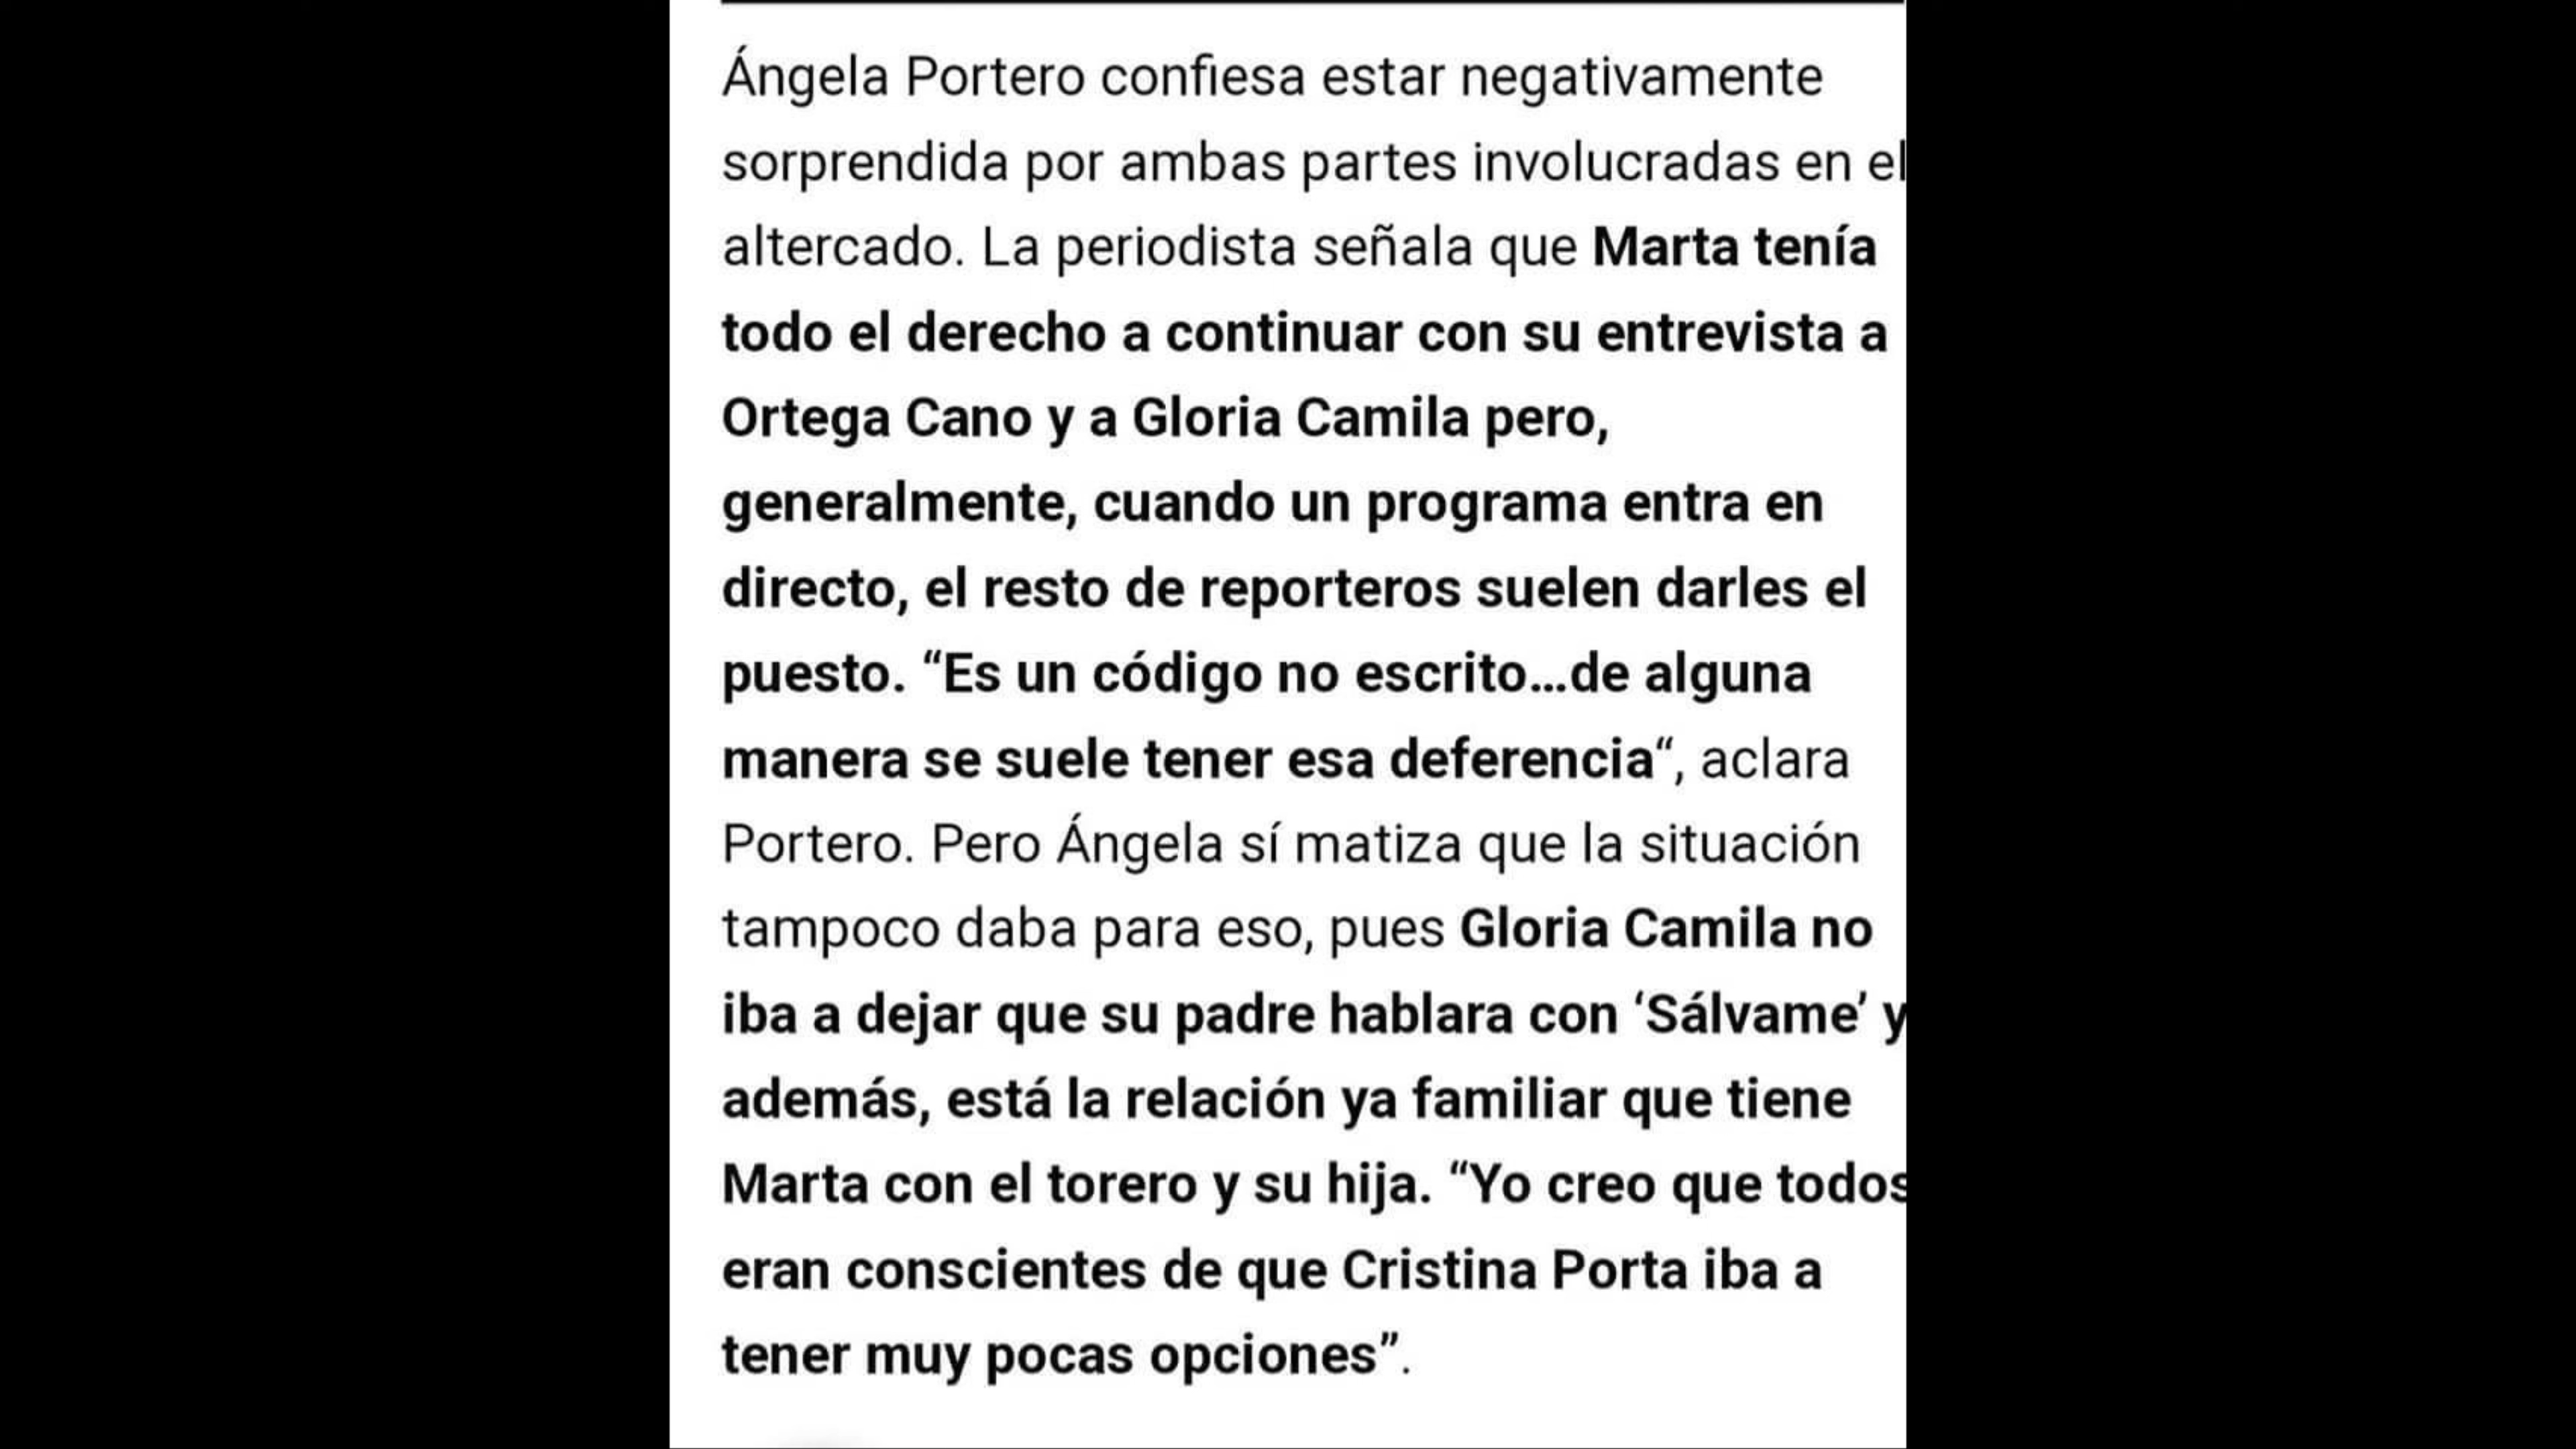 Ángela Portero confiesa estar negativamente
sorprendida por ambas partes involucradas en el
altercado. La periodista señala que Marta tenía
todo el derecho a continuar con su entrevista a
Ortega Cano y a Gloria Camila pero,
generalmente, cuando un programa entra en
directo, el resto de reporteros suelen darles el
puesto. “Es un código no escrito…de alguna
manera se suele tener esa deferencia“, aclara
Portero. Pero Ángela sí matiza que la situación
tampoco daba para eso, pues Gloria Camila no
iba a dejar que su padre hablara con ‘Sálvame’ y
además, está la relación ya familiar que tiene
Marta con el torero y su hija. “Yo creo que todos
eran conscientes de que Cristina Porta iba a
tener muy pocas opciones”.